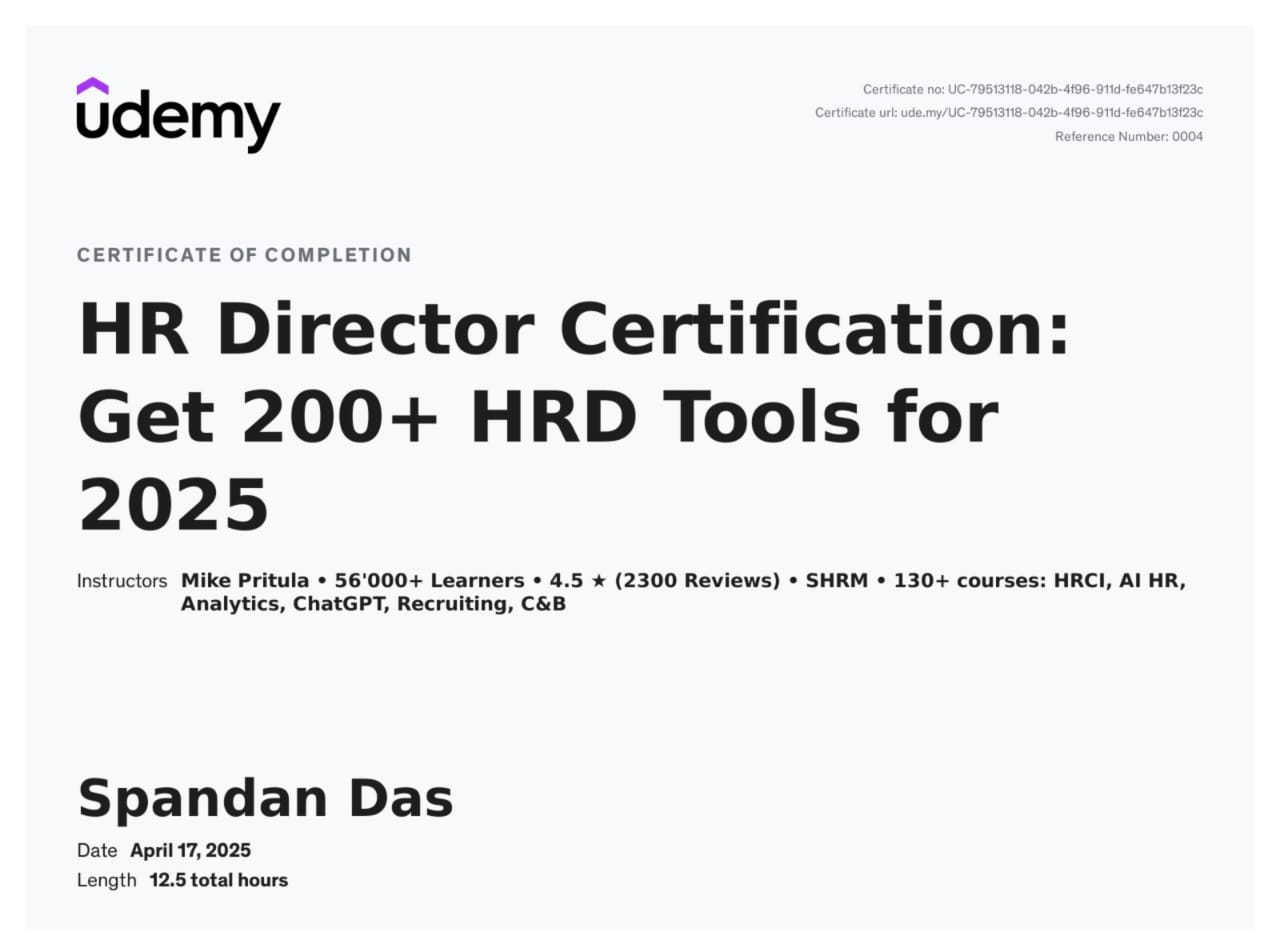 udemy
Certificate no: UC-79513118-042b-4f96-911d-fe647b13f23c
Certificate url: ude.my/UC-79513118-042b-4f96-911d-fe647b13f23c
Reference Number: 0004
CERTIFICATE OF COMPLETION
HR Director Certification:
Get 200+ HRD Tools for
2025
Instructors Mike Pritula • 56'000+ Learners • 4.5 ★ (2300 Reviews) • SHRM • 130+ courses: HRCI, AI HR,
Analytics, ChatGPT, Recruiting, C&B
Spandan Das
Date April 17, 2025
Length 12.5 total hours